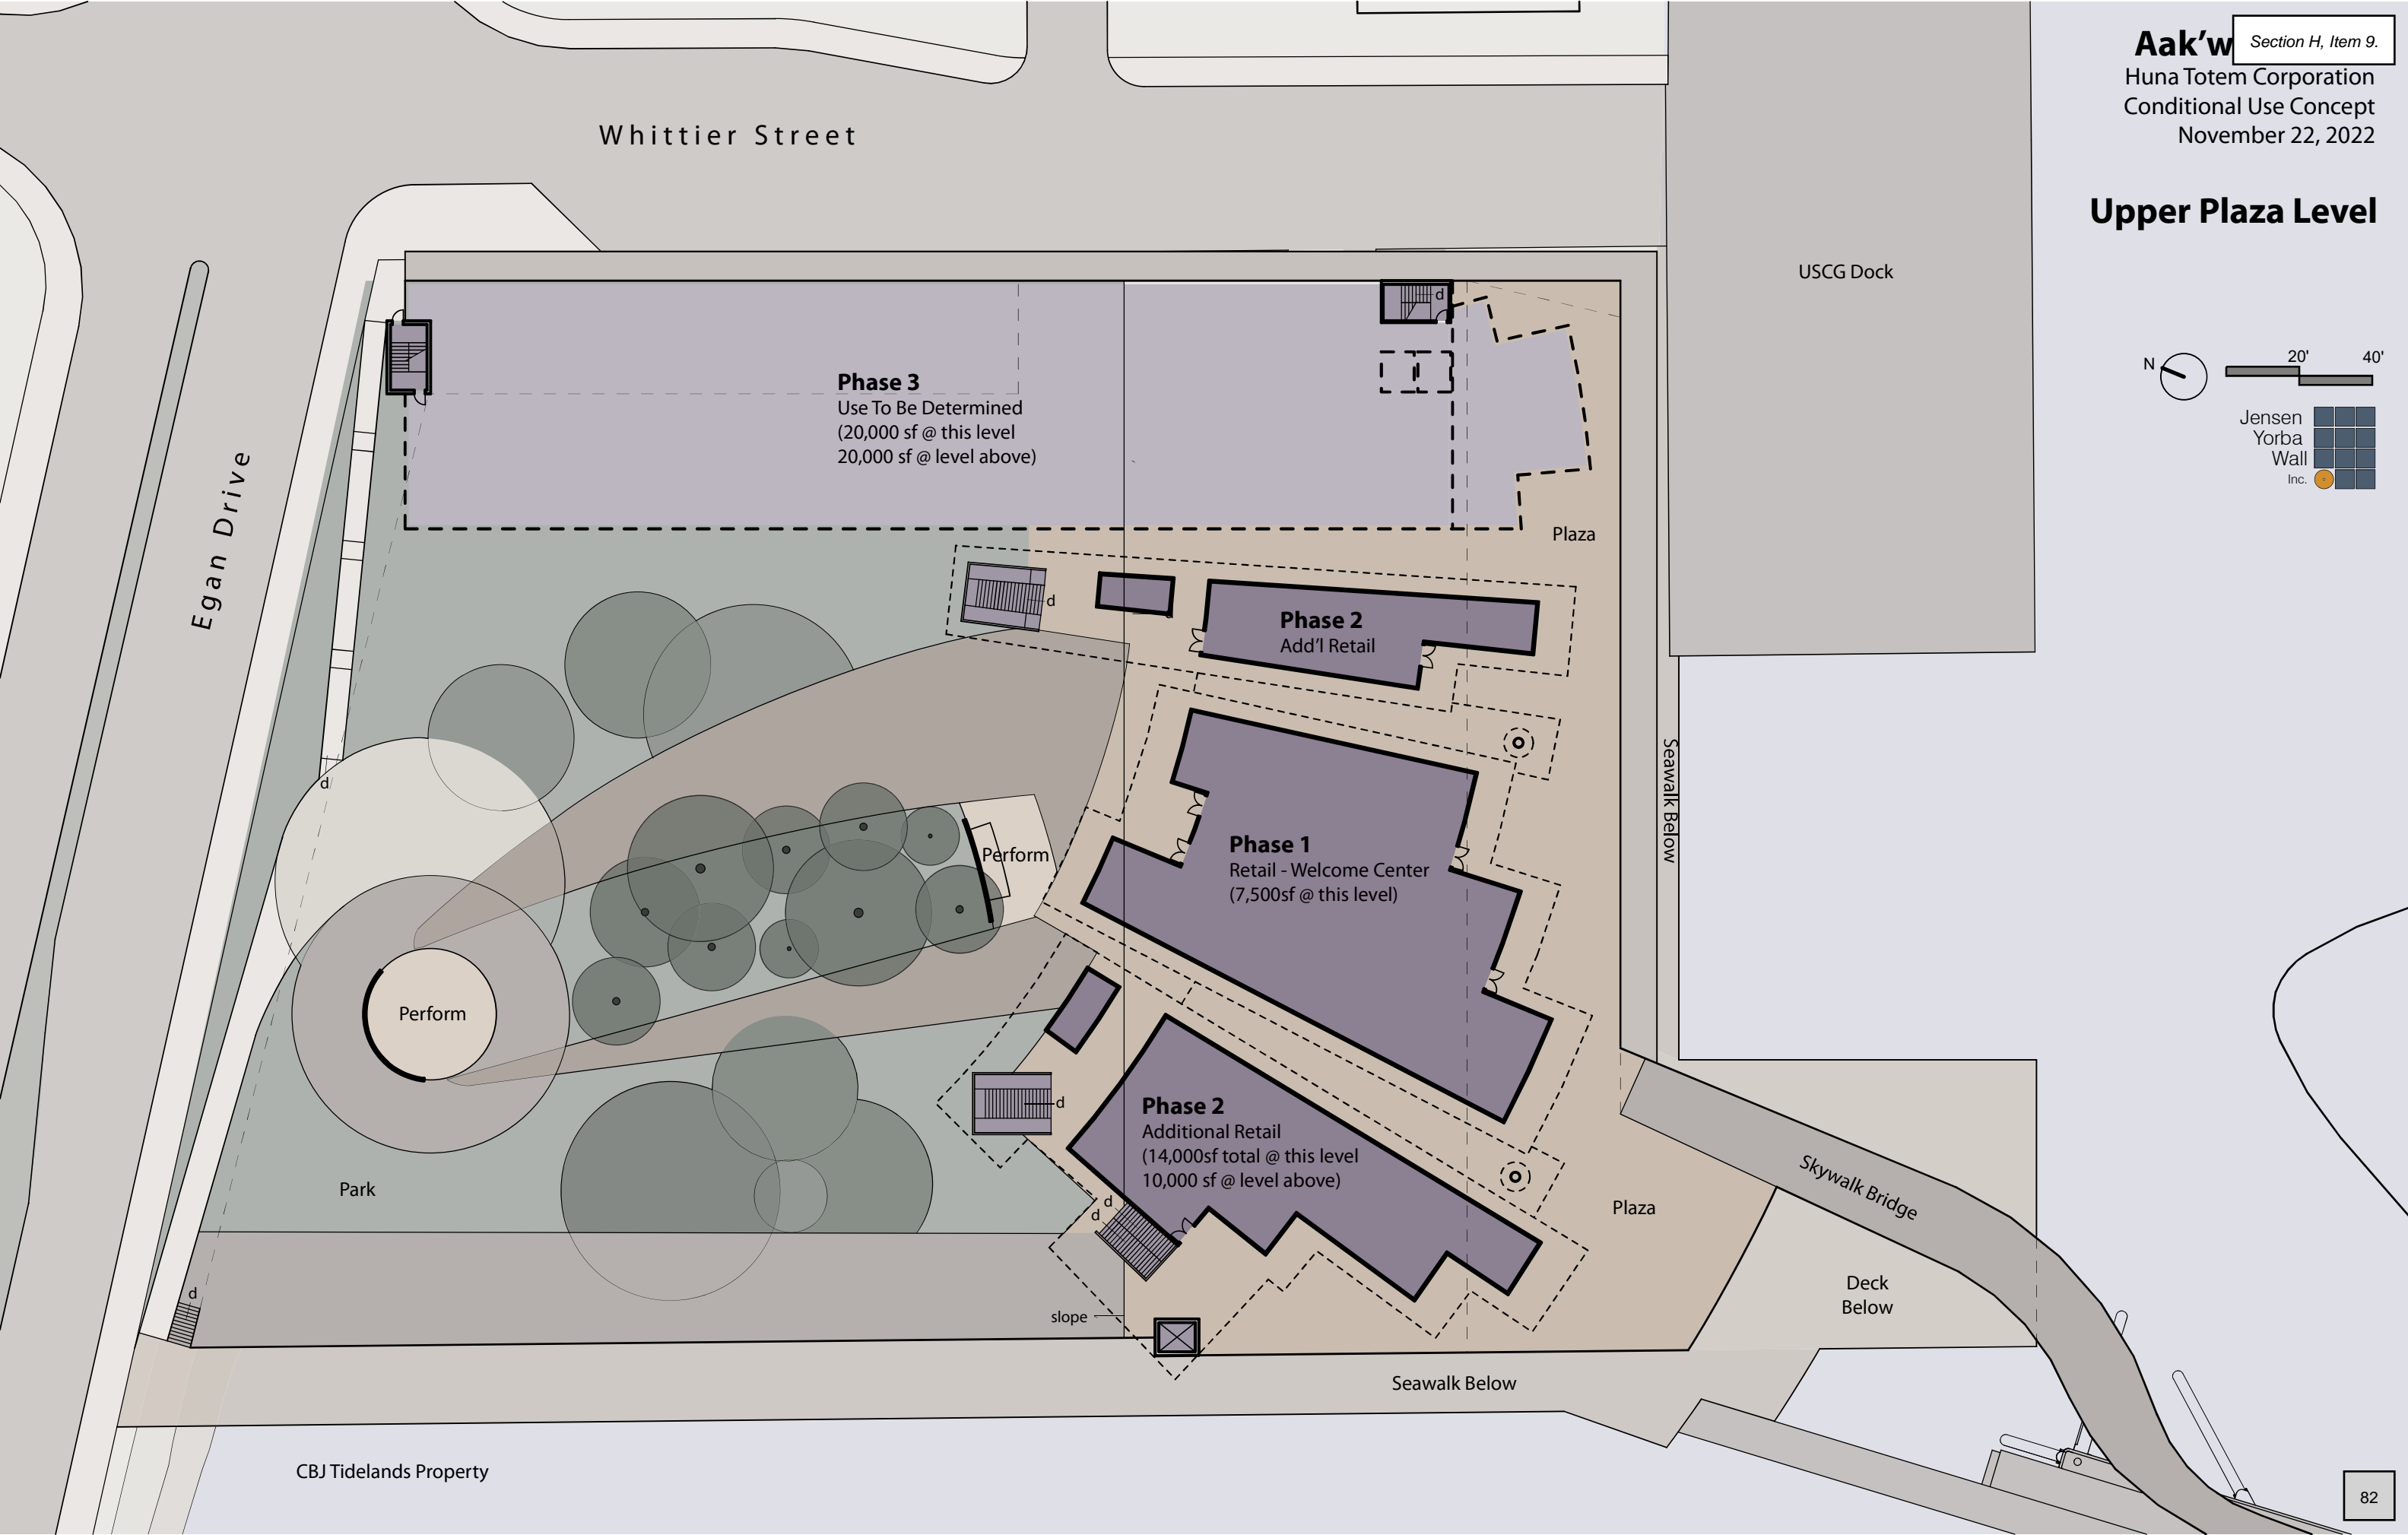 Aak'w
Section H, Item 9.
Huna Totem Corporation
Conditional Use Concept
November 22, 2022
Upper Plaza Level
Whittier Street
USCG Dock
N
20'
40'
Jensen
Yorba
Wall
Inc.
Egan Drive
d
Phase 3
Use To Be Determined
(20,000 sf @ this level
20,000 sf @ level above)
Plaza
d
Phase 2
Add'l Retail
Seawalk Below
d
Phase 1
Retail - Welcome Center
(7,500sf @ this level)
Perform
Perform
d
Phase 2
Additional Retail
(14,000sf total @ this level
10,000 sf @ level above)
Park
d
d
Plaza
Skywalk Bridge
Deck
Below
d
slope
Seawalk Below
CBJ Tidelands Property
82